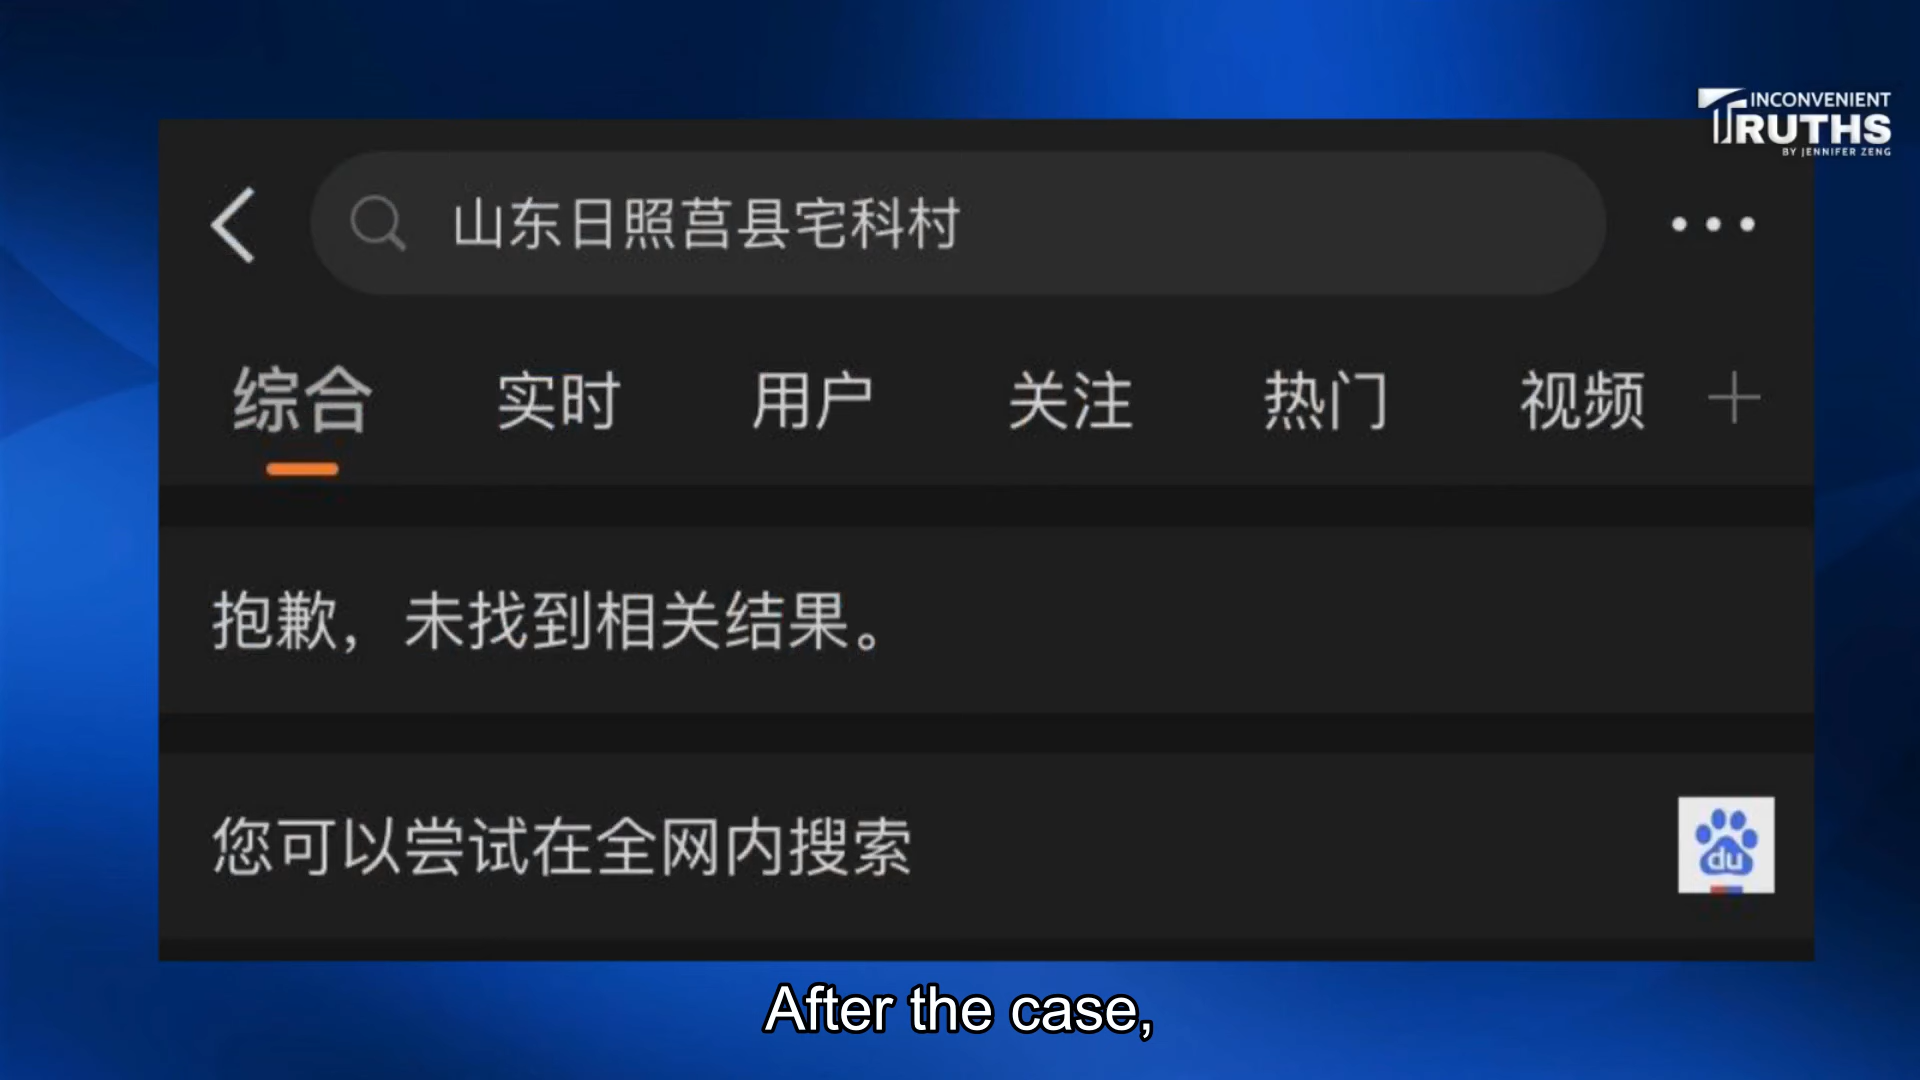 INCONVENIENT
TRUTHS
BY JENNIFER ZENG
山东日照莒县宅科村
综合 实时 用户 关注 热门 视频
抱歉，未找到相关结果。
您可以尝试在全网内搜索
du
After the case,